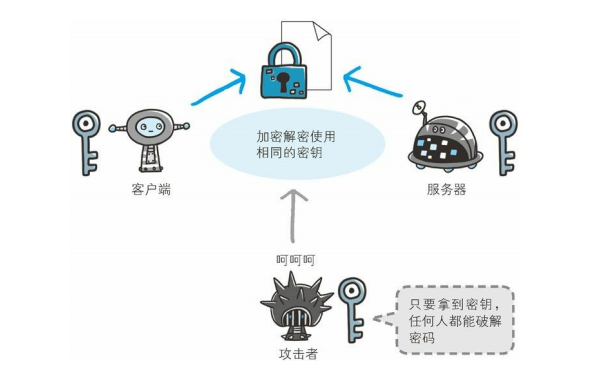 加密解密使用
相同的密钥
客户端
服务器
呵呵呵
只要拿到密钥，
任何人都能破解
密码
攻击者